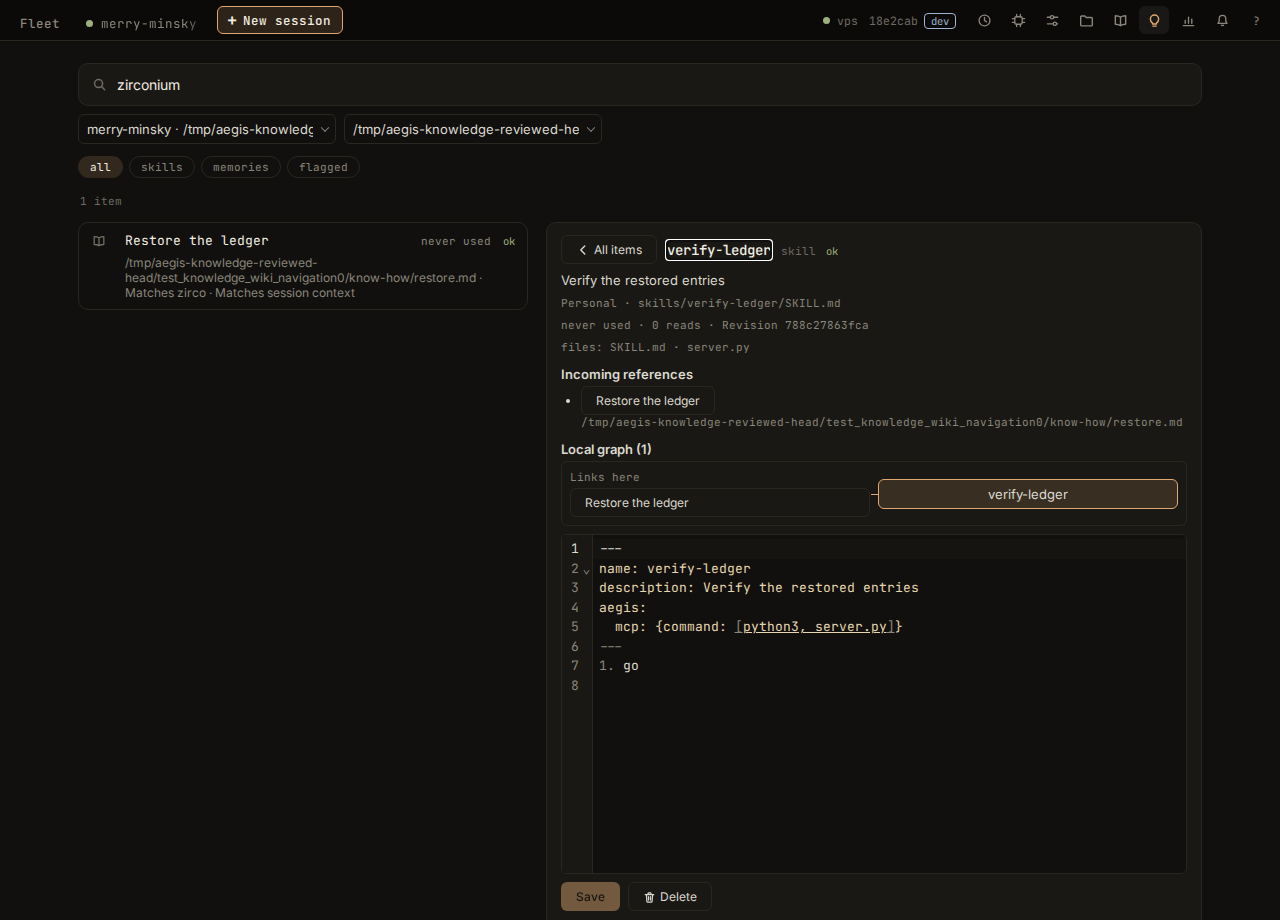 Fleet merry-minsky + New session vps 18e2cab dev ?
zirconium
merry-minsky · /tmp/aegis-knowledg /tmp/aegis-knowledge-reviewed-he
all skills memories flagged
1 item
Restore the ledger never used ok
/tmp/aegis-knowledge-reviewed-
head/test_knowledge_wiki_navigation0/know-how/restore.md ·
Matches zirco · Matches session context
All items verify-ledger skill ok
Verify the restored entries
Personal · skills/verify-ledger/SKILL.md
never used · 0 reads · Revision 788c27863fca
files: SKILL.md · server.py
Incoming references
• Restore the ledger
/tmp/aegis-knowledge-reviewed-head/test_knowledge_wiki_navigation0/know-how/restore.md
Local graph (1)
Links here
Restore the ledger verify-ledger
1 ---
2 name: verify-ledger
3 description: Verify the restored entries
4 aegis:
5 mcp: {command: [python3, server.py]}
6 ---
7 1. go
8
Save Delete